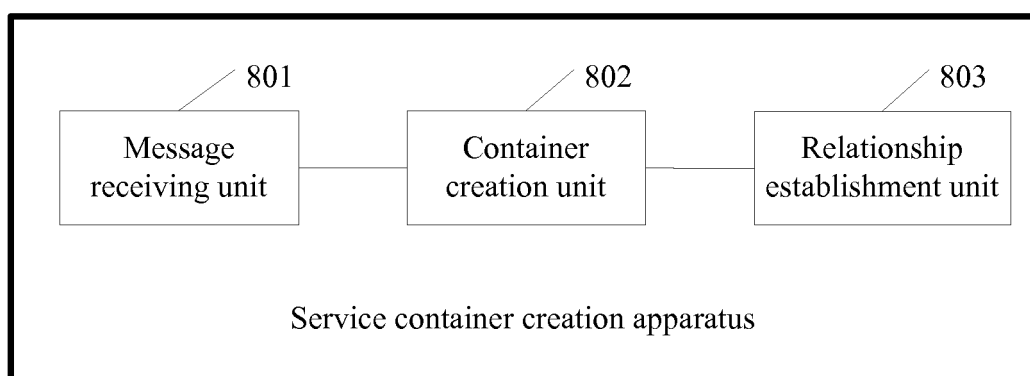 801
802
803
Message
receiving unit
Container
creation unit
Relationship
establishment unit
Service container creation apparatus